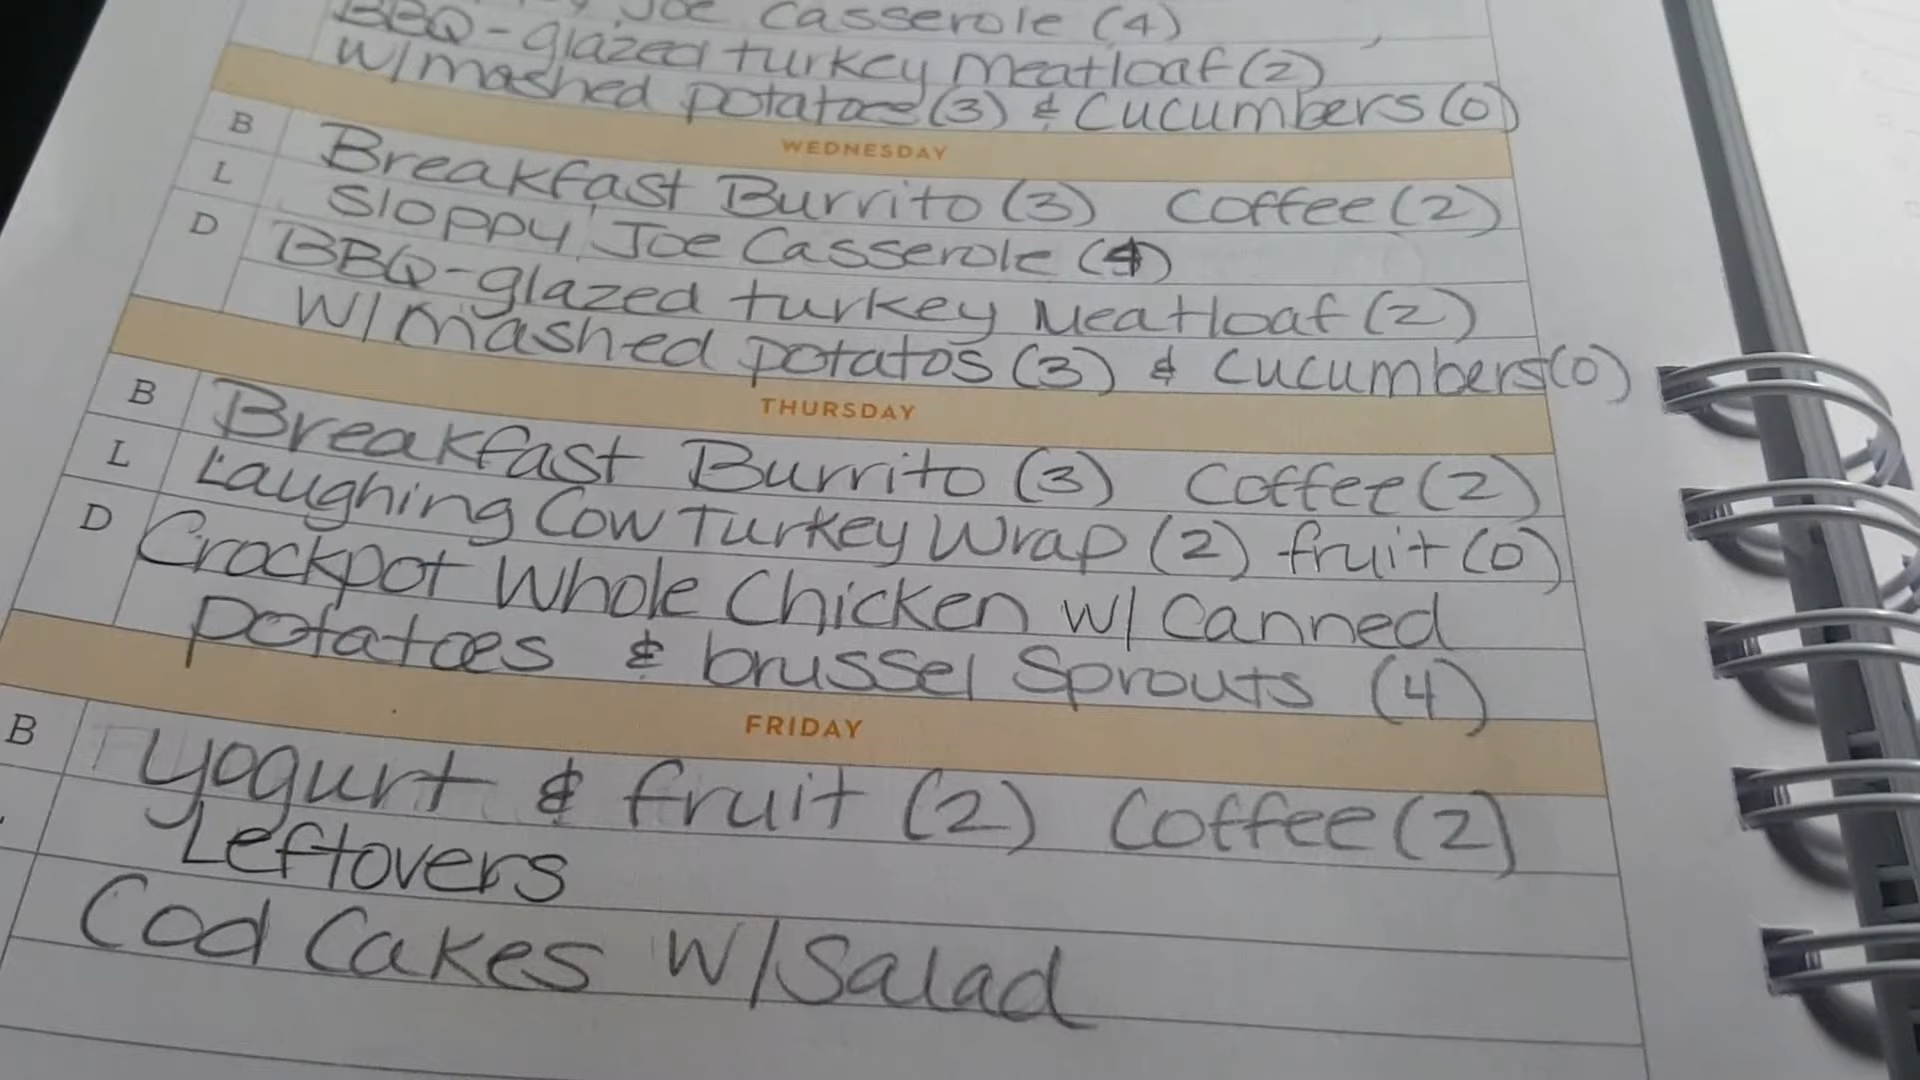 Joe Casserole (4)
BBQ-glazed turkey Meatloaf (2)
W/mashed potatoes (3) & Cucumbers (0)
WEDNESDAY
B Breakfast Burrito (3) Coffee (2)
L Sloppy Joe Casserole (4)
D BBQ-glazed turkey Meatloaf (2)
W/mashed potatos (3) & Cucumbers (0)
THURSDAY
B Breakfast Burrito (3) Coffee (2)
L Laughing Cow Turkey Wrap (2) fruit (0)
D Crockpot Whole Chicken w/ Canned
potatoes & brussel Sprouts (4)
FRIDAY
B Yogurt & fruit (2) Coffee (2)
Leftovers
Cod Cakes W/Salad